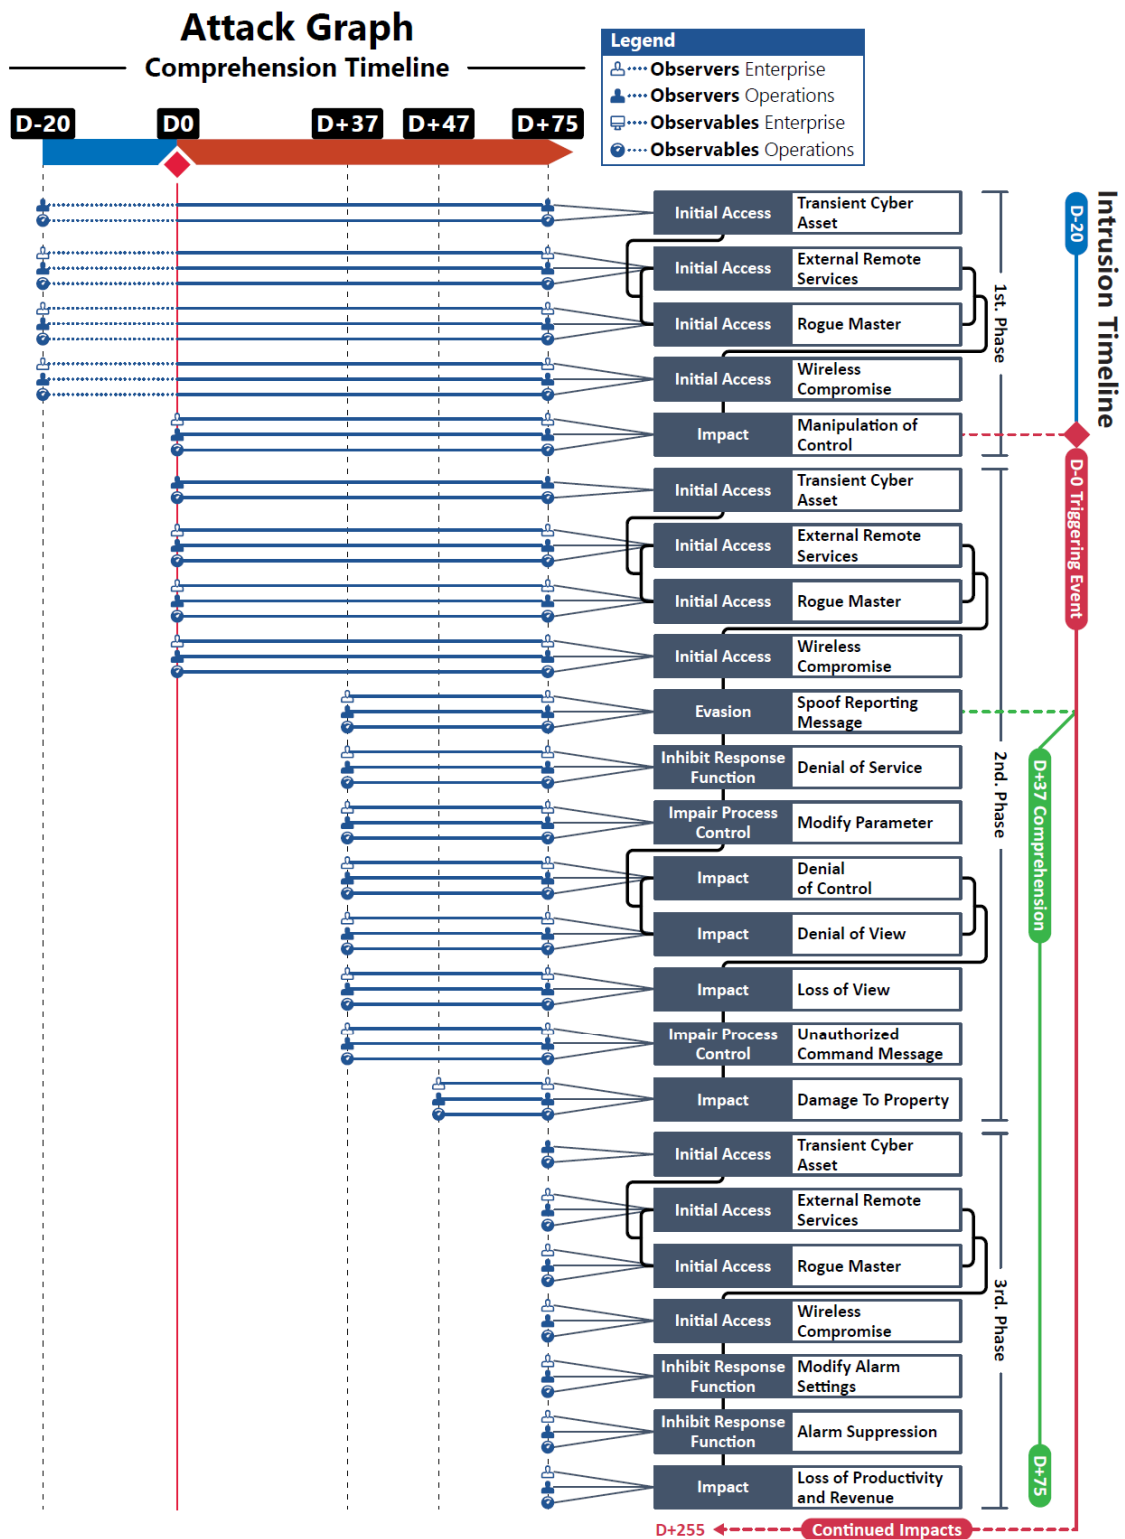 Attack Graph
Comprehension Timeline
Legend
Observers Enterprise
Observers Operations
Observables Enterprise
Observables Operations
D-20
D0
D+37
D+47
D+75
Intrusion Timeline
D-20
D-0 Triggering Event
D+37 Comprehension
D+75
1st. Phase
Initial Access
Transient Cyber
Asset
Initial Access
External Remote
Services
Initial Access
Rogue Master
Initial Access
Wireless
Compromise
Impact
Manipulation of
Control
2nd. Phase
Initial Access
Transient Cyber
Asset
Initial Access
External Remote
Services
Initial Access
Rogue Master
Initial Access
Wireless
Compromise
Evasion
Spoof Reporting
Message
Inhibit Response
Function
Denial of Service
Impair Process
Control
Modify Parameter
Impact
Denial
of Control
Impact
Denial of View
Impact
Loss of View
Impair Process
Control
Unauthorized
Command Message
Impact
Damage To Property
3rd. Phase
Initial Access
Transient Cyber
Asset
Initial Access
External Remote
Services
Initial Access
Rogue Master
Initial Access
Wireless
Compromise
Inhibit Response
Function
Modify Alarm
Settings
Inhibit Response
Function
Alarm Suppression
Impact
Loss of Productivity
and Revenue
D+255
Continued Impacts